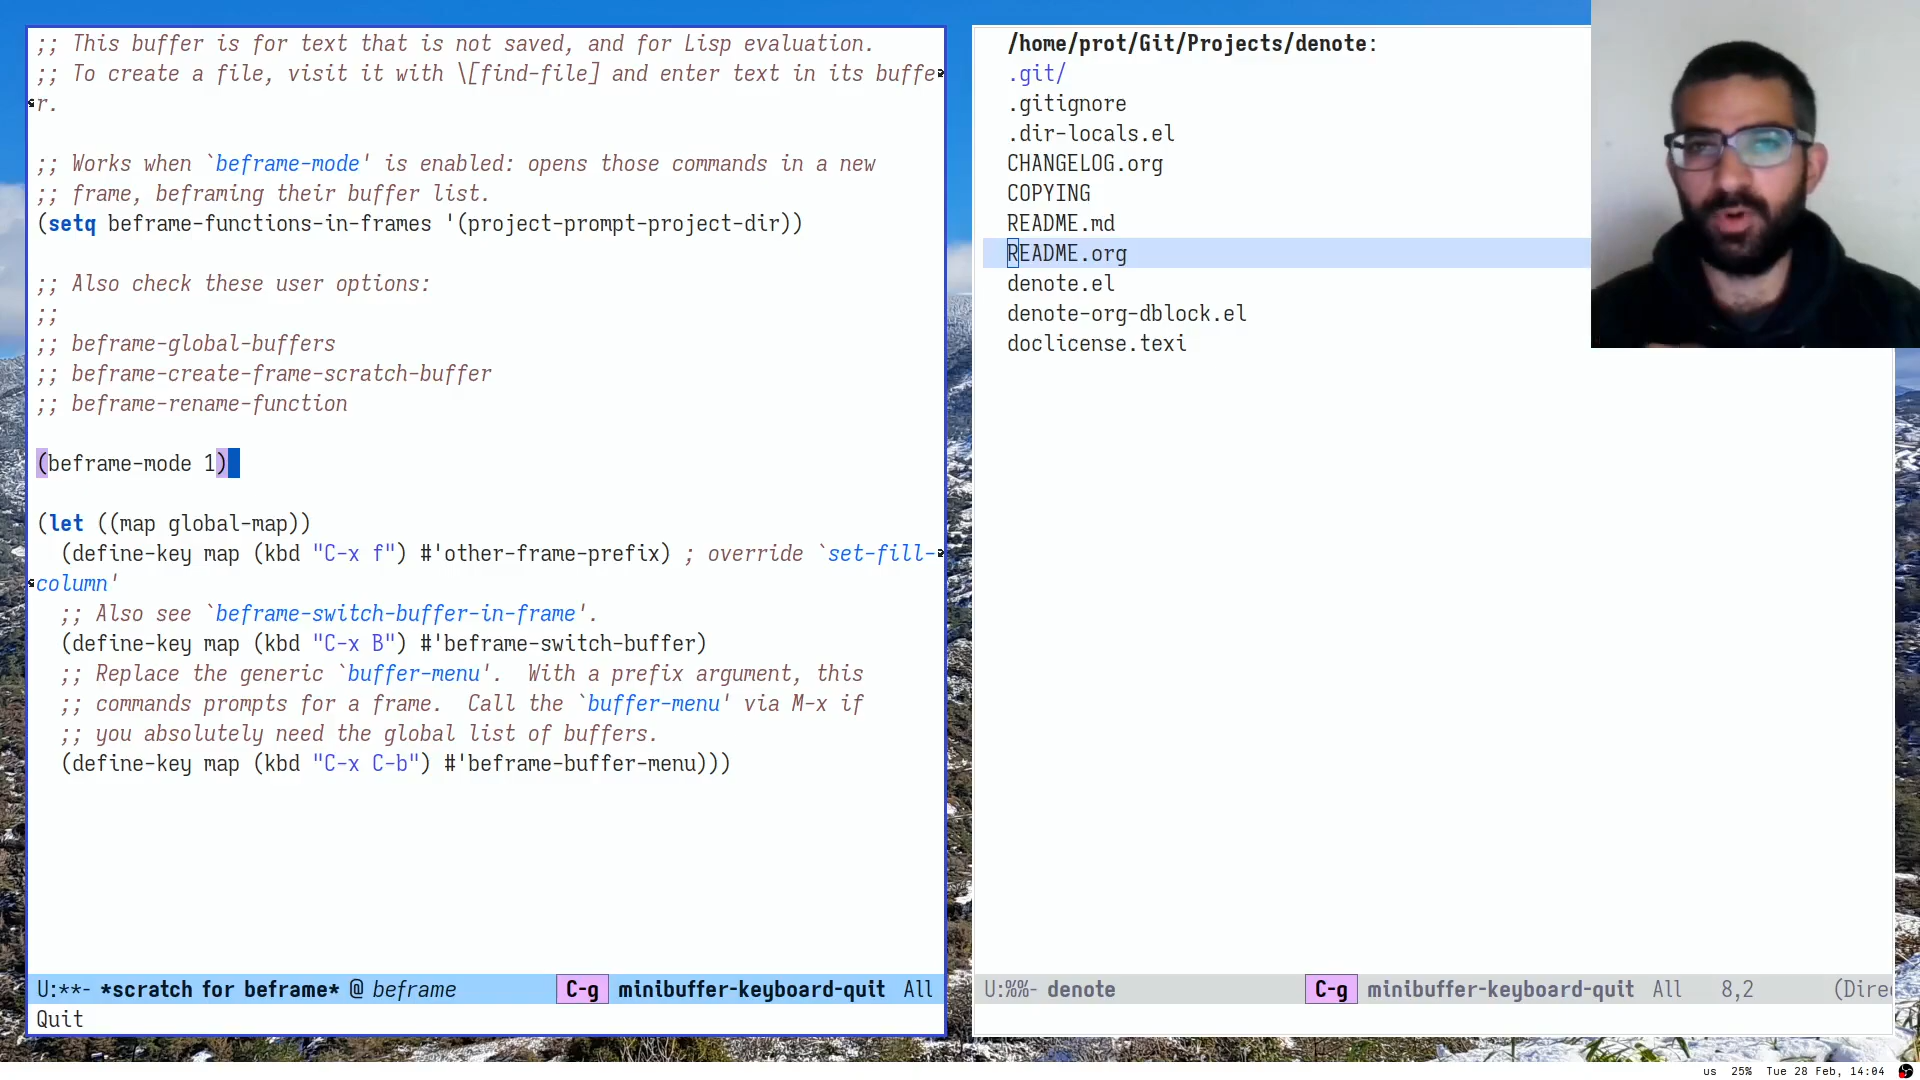 ;; This buffer is for text that is not saved, and for Lisp evaluation.
;; To create a file, visit it with \[find-file] and enter text in its buffe
r.
;; Works when `beframe-mode' is enabled: opens those commands in a new
;; frame, beframing their buffer list.
(setq beframe-functions-in-frames '(project-prompt-project-dir))
;; Also check these user options:
;;
;; beframe-global-buffers
;; beframe-create-frame-scratch-buffer
;; beframe-rename-function
(beframe-mode 1)
(let ((map global-map))
(define-key map (kbd "C-x f") #'other-frame-prefix) ; override `set-fill-
column'
;; Also see `beframe-switch-buffer-in-frame'.
(define-key map (kbd "C-x B") #'beframe-switch-buffer)
;; Replace the generic `buffer-menu'.  With a prefix argument, this
;; commands prompts for a frame.  Call the `buffer-menu' via M-x if
;; you absolutely need the global list of buffers.
(define-key map (kbd "C-x C-b") #'beframe-buffer-menu)))
U:**- *scratch for beframe* @ beframe C-g minibuffer-keyboard-quit All
Quit
/home/prot/Git/Projects/denote:
.git/
.gitignore
.dir-locals.el
CHANGELOG.org
COPYING
README.md
README.org
denote.el
denote-org-dblock.el
doclicense.texi
U:%%- denote C-g minibuffer-keyboard-quit All 8,2 (Dire
us 25% Tue 28 Feb, 14:04